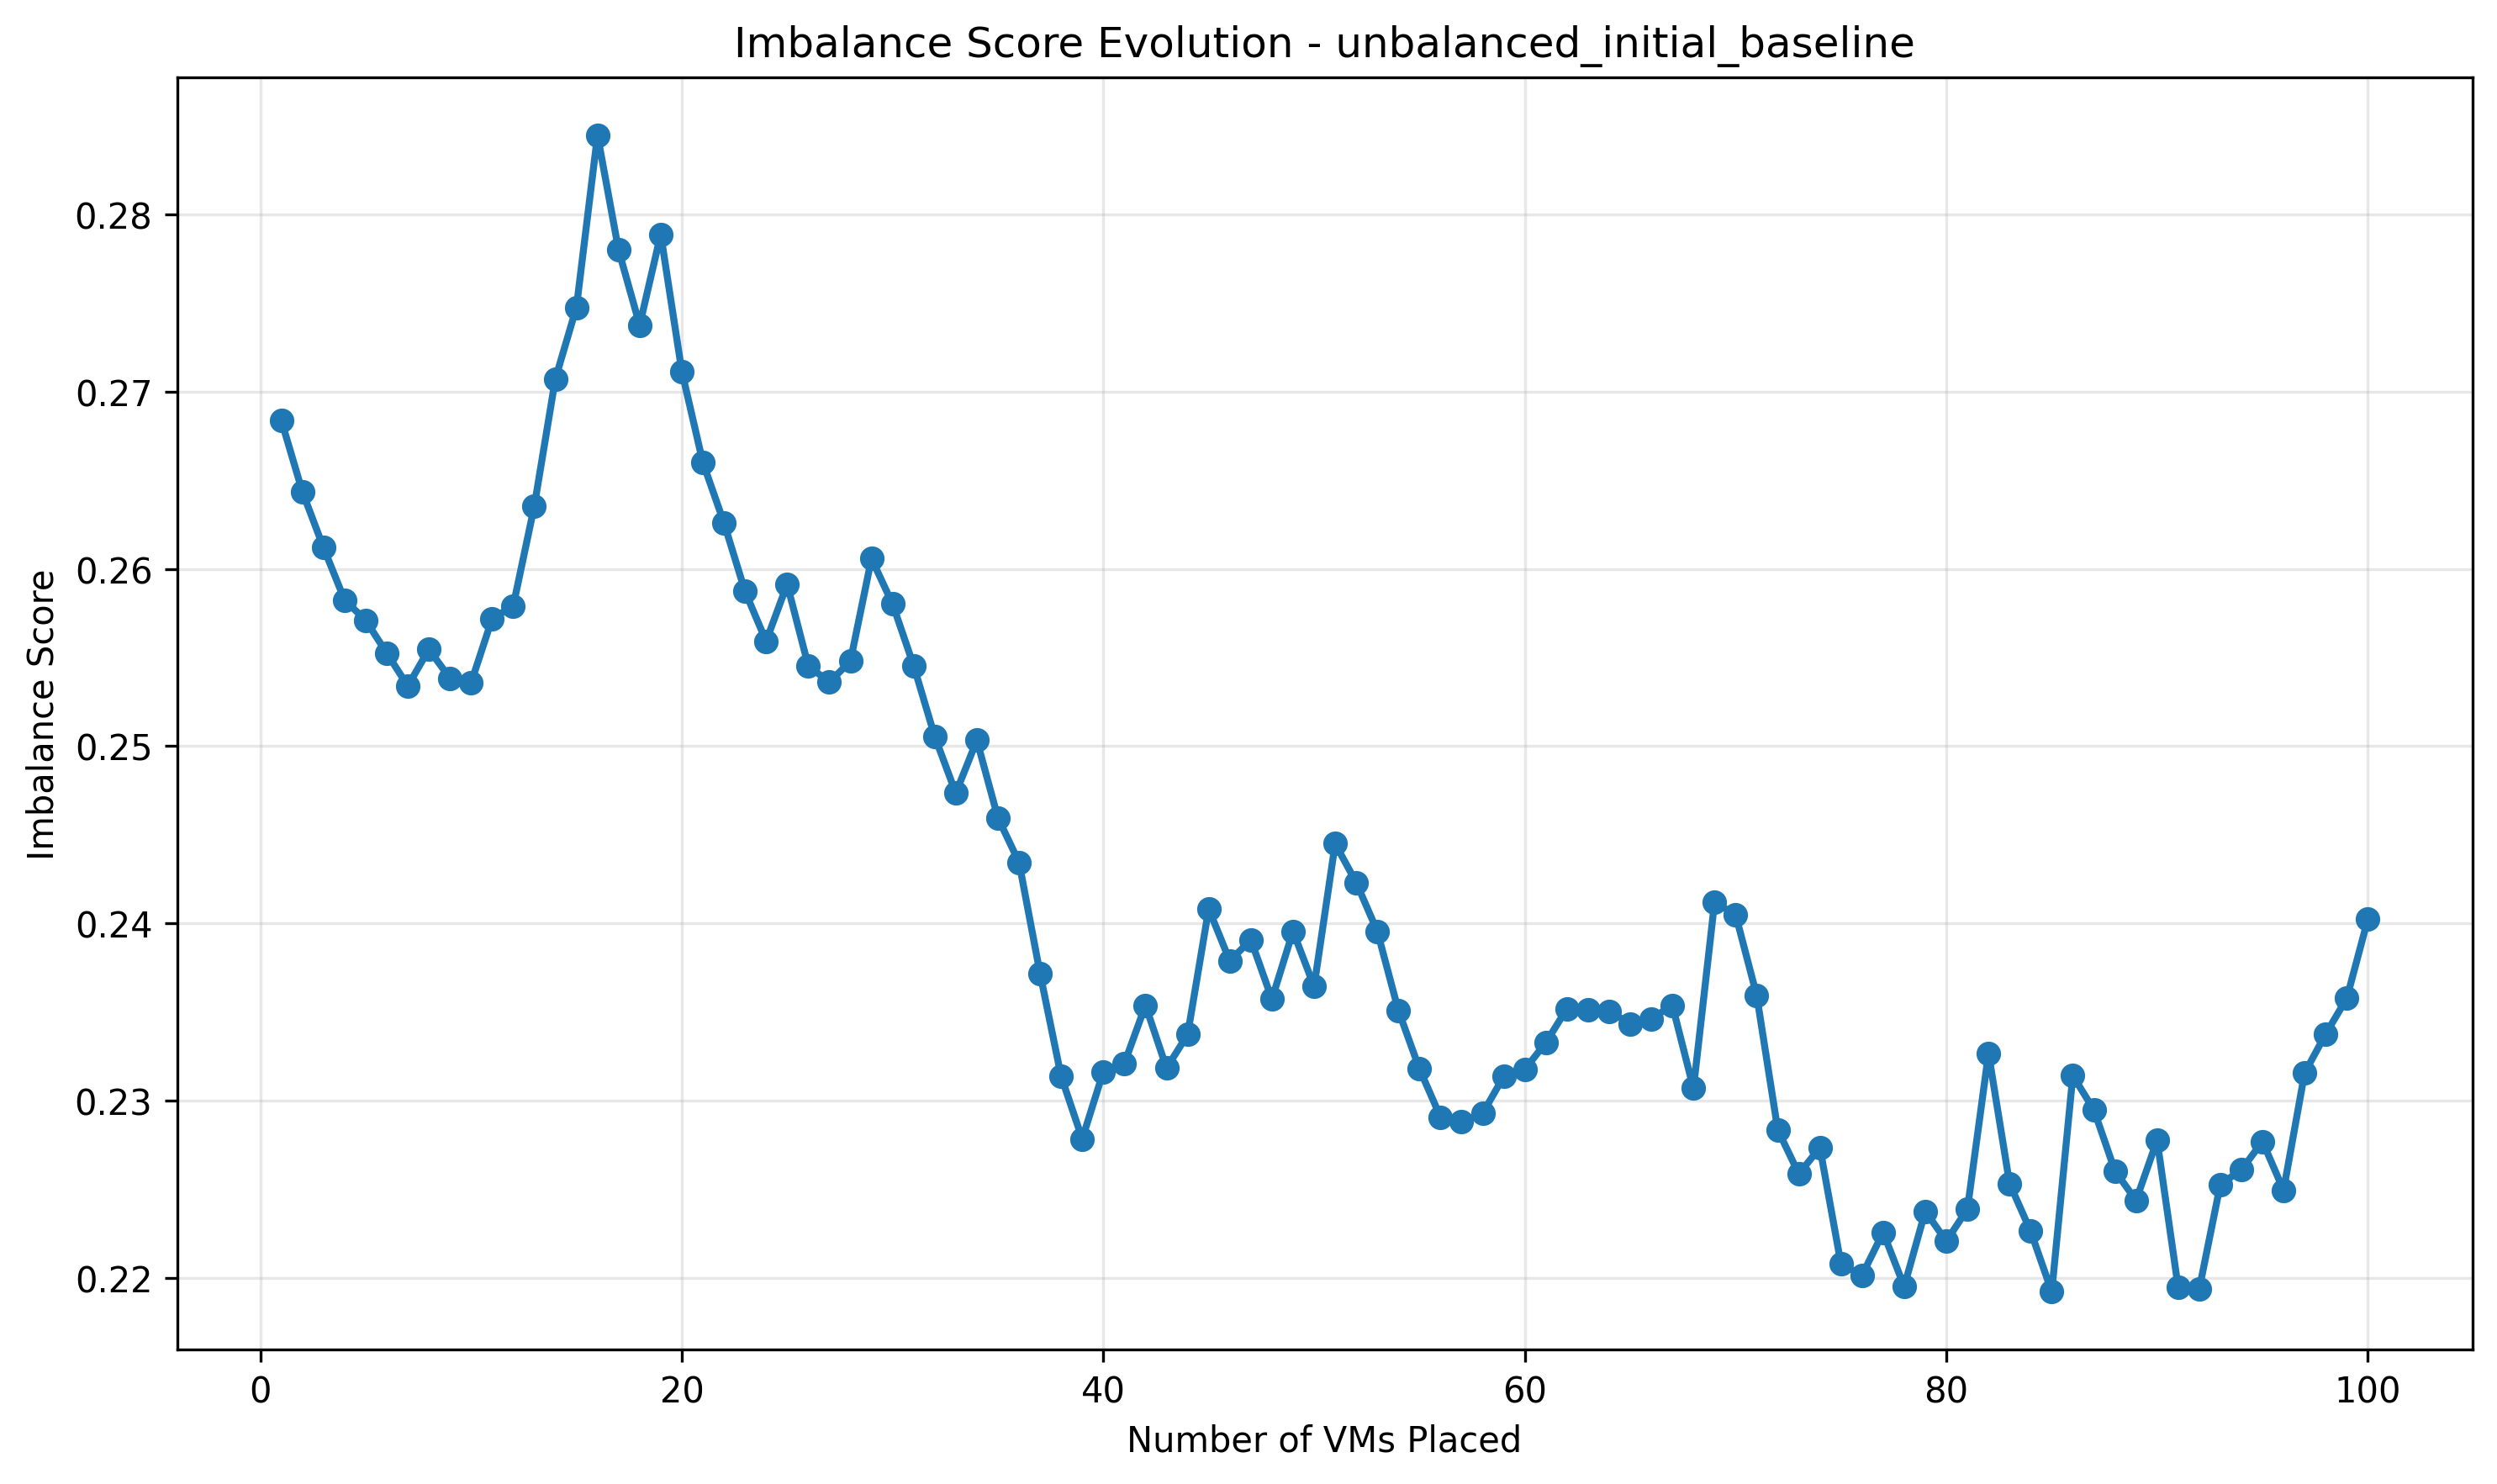 Imbalance Score Evolution - unbalanced_initial_baseline
Imbalance Score
0.28
0.27
0.26
0.25
0.24
0.23
0.22
0 20 40 60 80 100
Number of VMs Placed